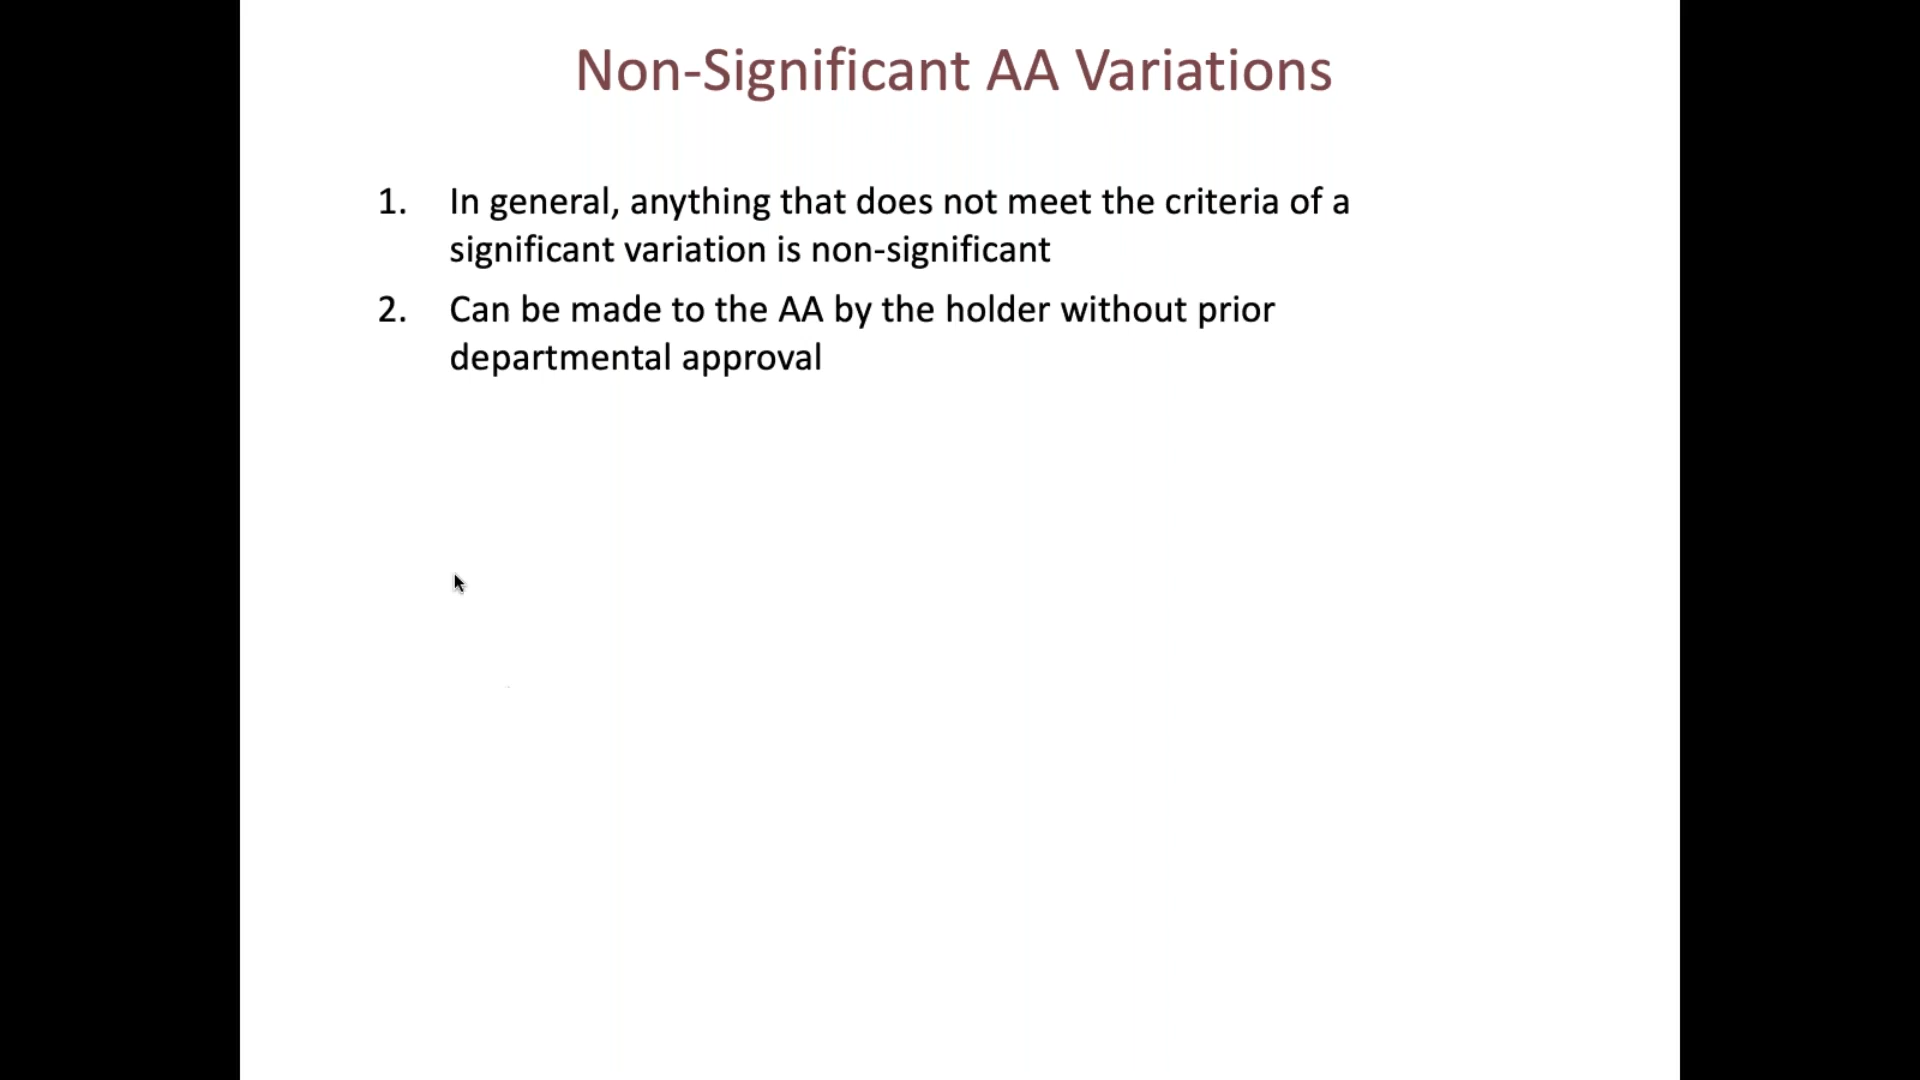 Non-Significant AA Variations
1. In general, anything that does not meet the criteria of a
significant variation is non-significant
2. Can be made to the AA by the holder without prior
departmental approval